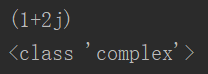 (1+2j)
<class 'complex'>